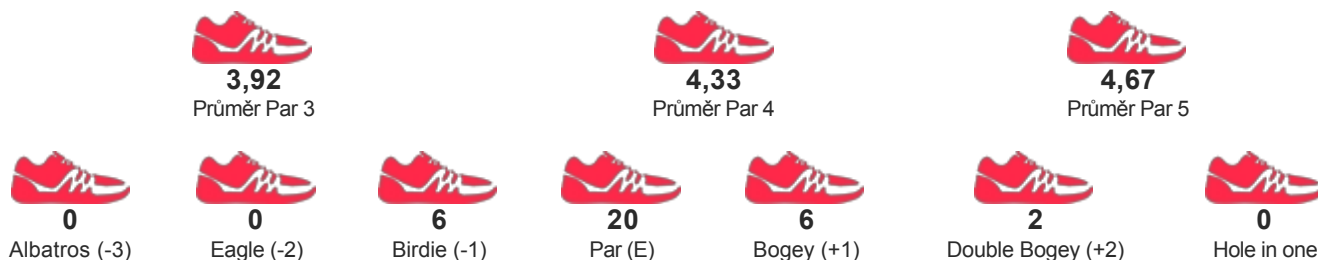 3,92
Průměr Par 3
4,33
Průměr Par 4
4,67
Průměr Par 5
0
Albatros (-3)
0
Eagle (-2)
6
Birdie (-1)
20
Par (E)
6
Bogey (+1)
2
Double Bogey (+2)
0
Hole in one